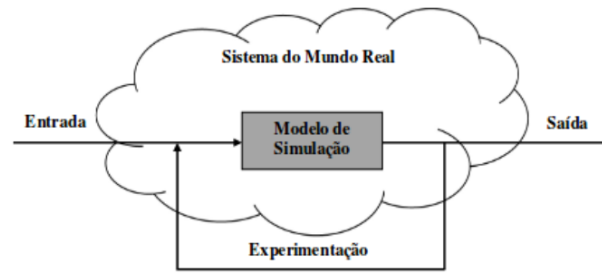 Sistema do Mundo Real
Entrada
Modelo de
Simulação
Saída
Experimentação